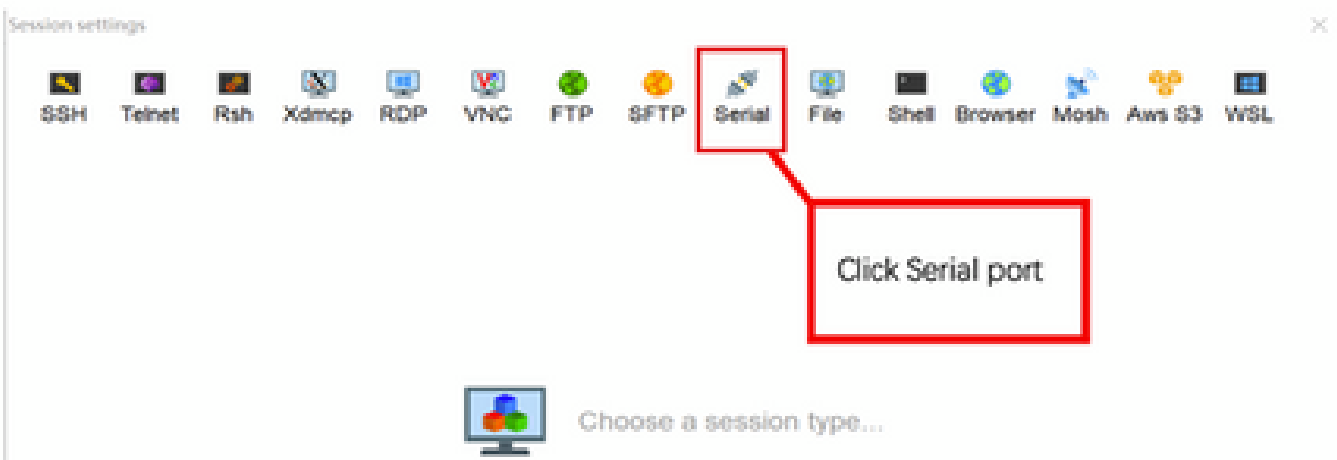 Session settings
SSH Telnet Rsh Xdmcp RDP VNC FTP SFTP Serial File Shell Browser Mosh Aws S3 WSL
Click Serial port
Choose a session type...